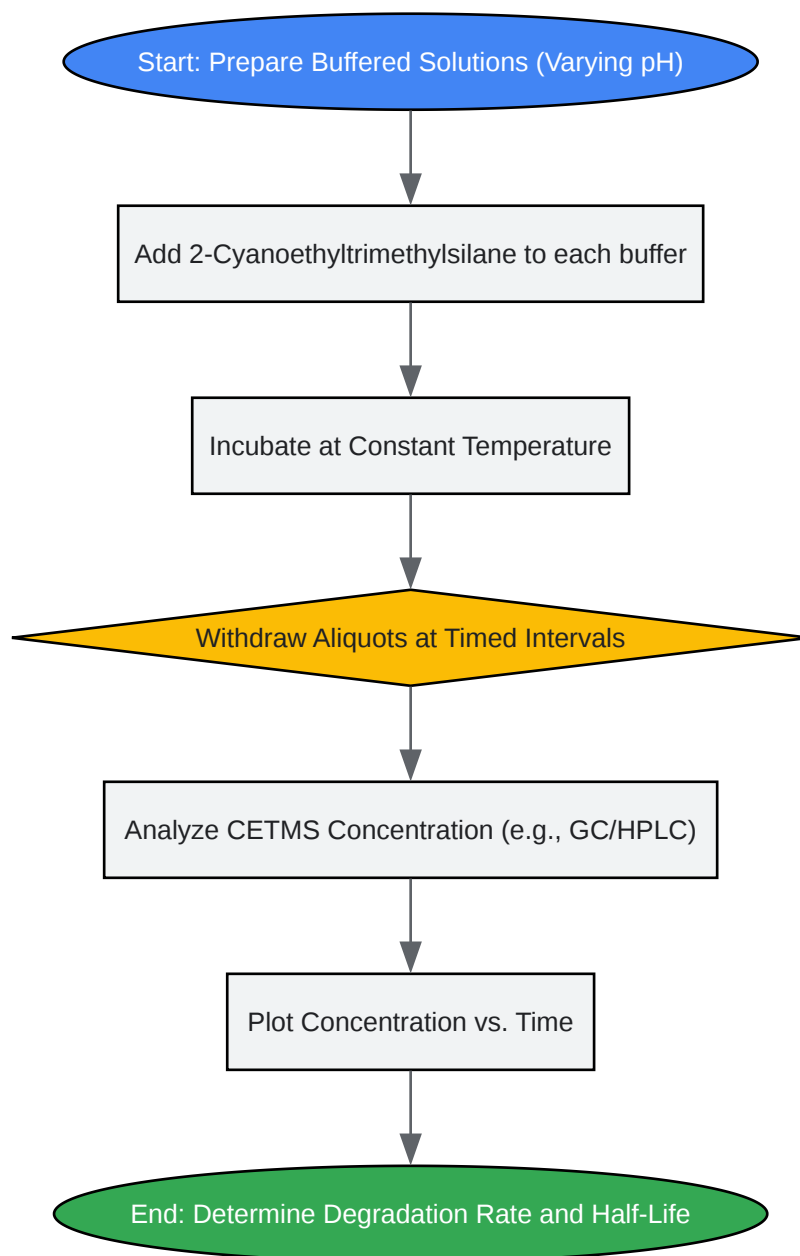 Start: Prepare Buffered Solutions (Varying pH)
Add 2-Cyanoethyltrimethylsilane to each buffer
Incubate at Constant Temperature
Withdraw Aliquots at Timed Intervals
Analyze CETMS Concentration (e.g., GC/HPLC)
Plot Concentration vs. Time
End: Determine Degradation Rate and Half-Life